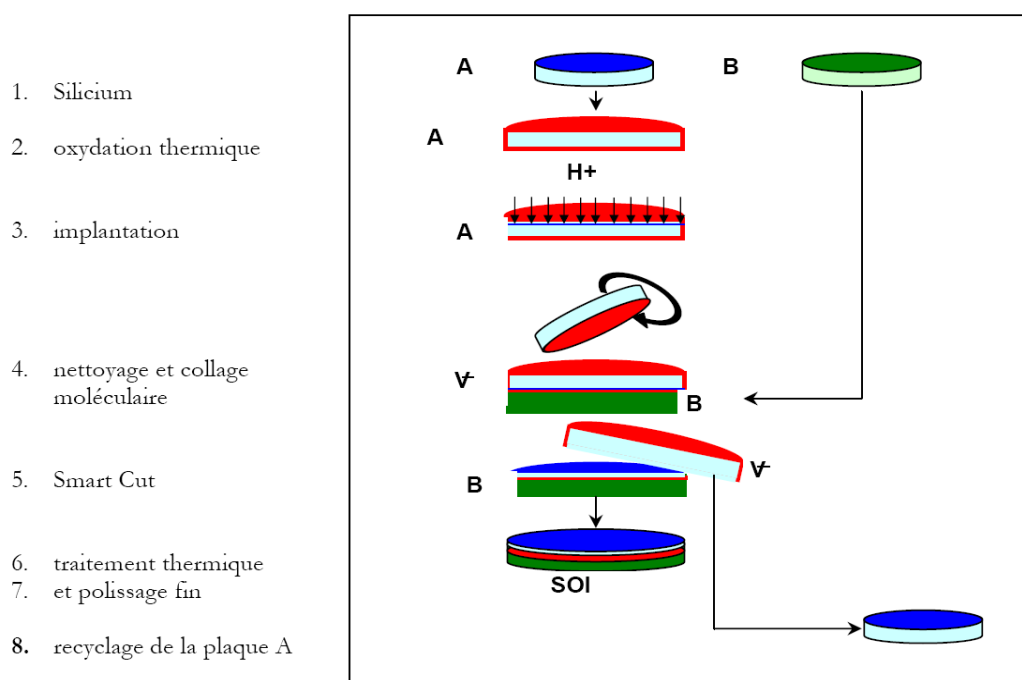 1. Silicium
2. oxydation thermique
3. implantation
4. nettoyage et collage
moléculaire
5. Smart Cut
6. traitement thermique
7. et polissage fin
8. recyclage de la plaque A
A
B
A
H+
A
B
B
SOI